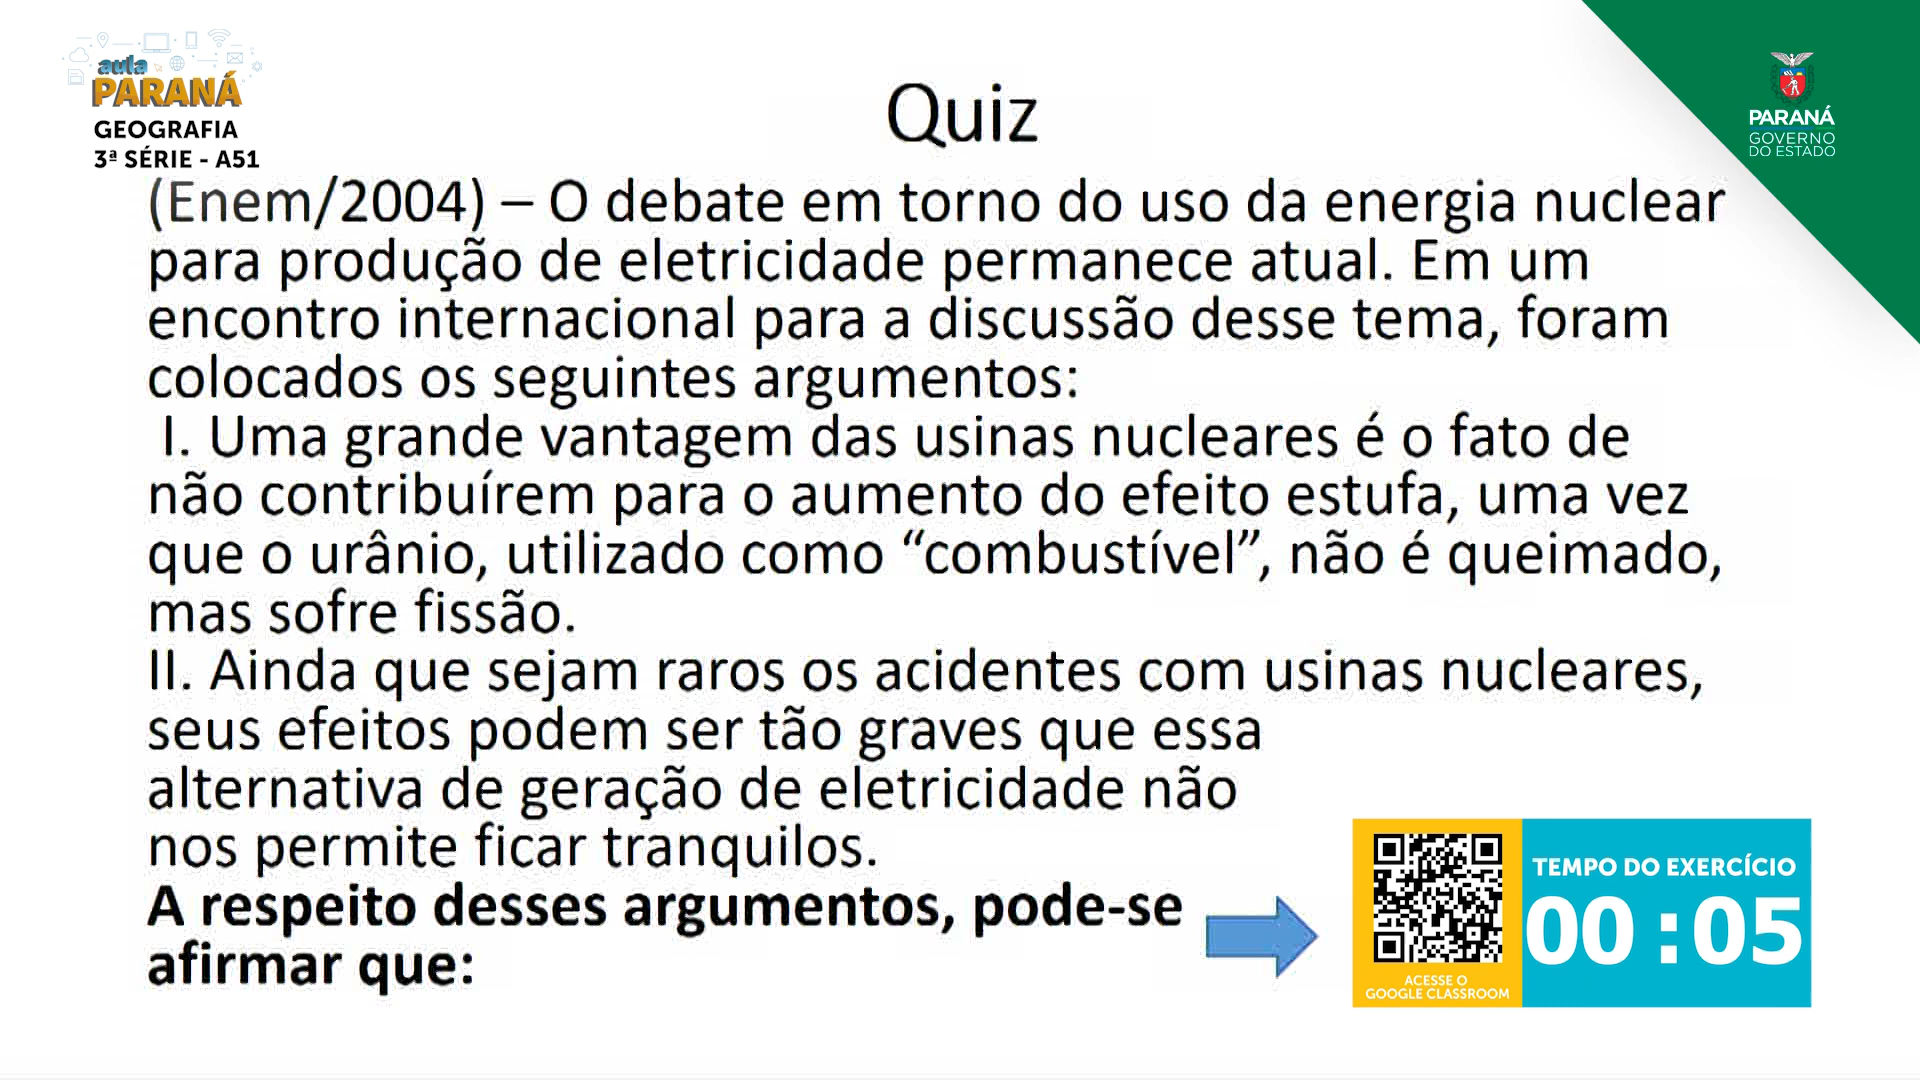 aula
PARANÁ
GEOGRAFIA
3ª SÉRIE - A51
PARANÁ
GOVERNO
DO ESTADO
Quiz
(Enem/2004) – O debate em torno do uso da energia nuclear
para produção de eletricidade permanece atual. Em um
encontro internacional para a discussão desse tema, foram
colocados os seguintes argumentos:
I. Uma grande vantagem das usinas nucleares é o fato de
não contribuírem para o aumento do efeito estufa, uma vez
que o urânio, utilizado como “combustível”, não é queimado,
mas sofre fissão.
II. Ainda que sejam raros os acidentes com usinas nucleares,
seus efeitos podem ser tão graves que essa
alternativa de geração de eletricidade não
nos permite ficar tranquilos.
A respeito desses argumentos, pode-se
afirmar que:
ACESSE O
GOOGLE CLASSROOM
TEMPO DO EXERCÍCIO
00 : 05